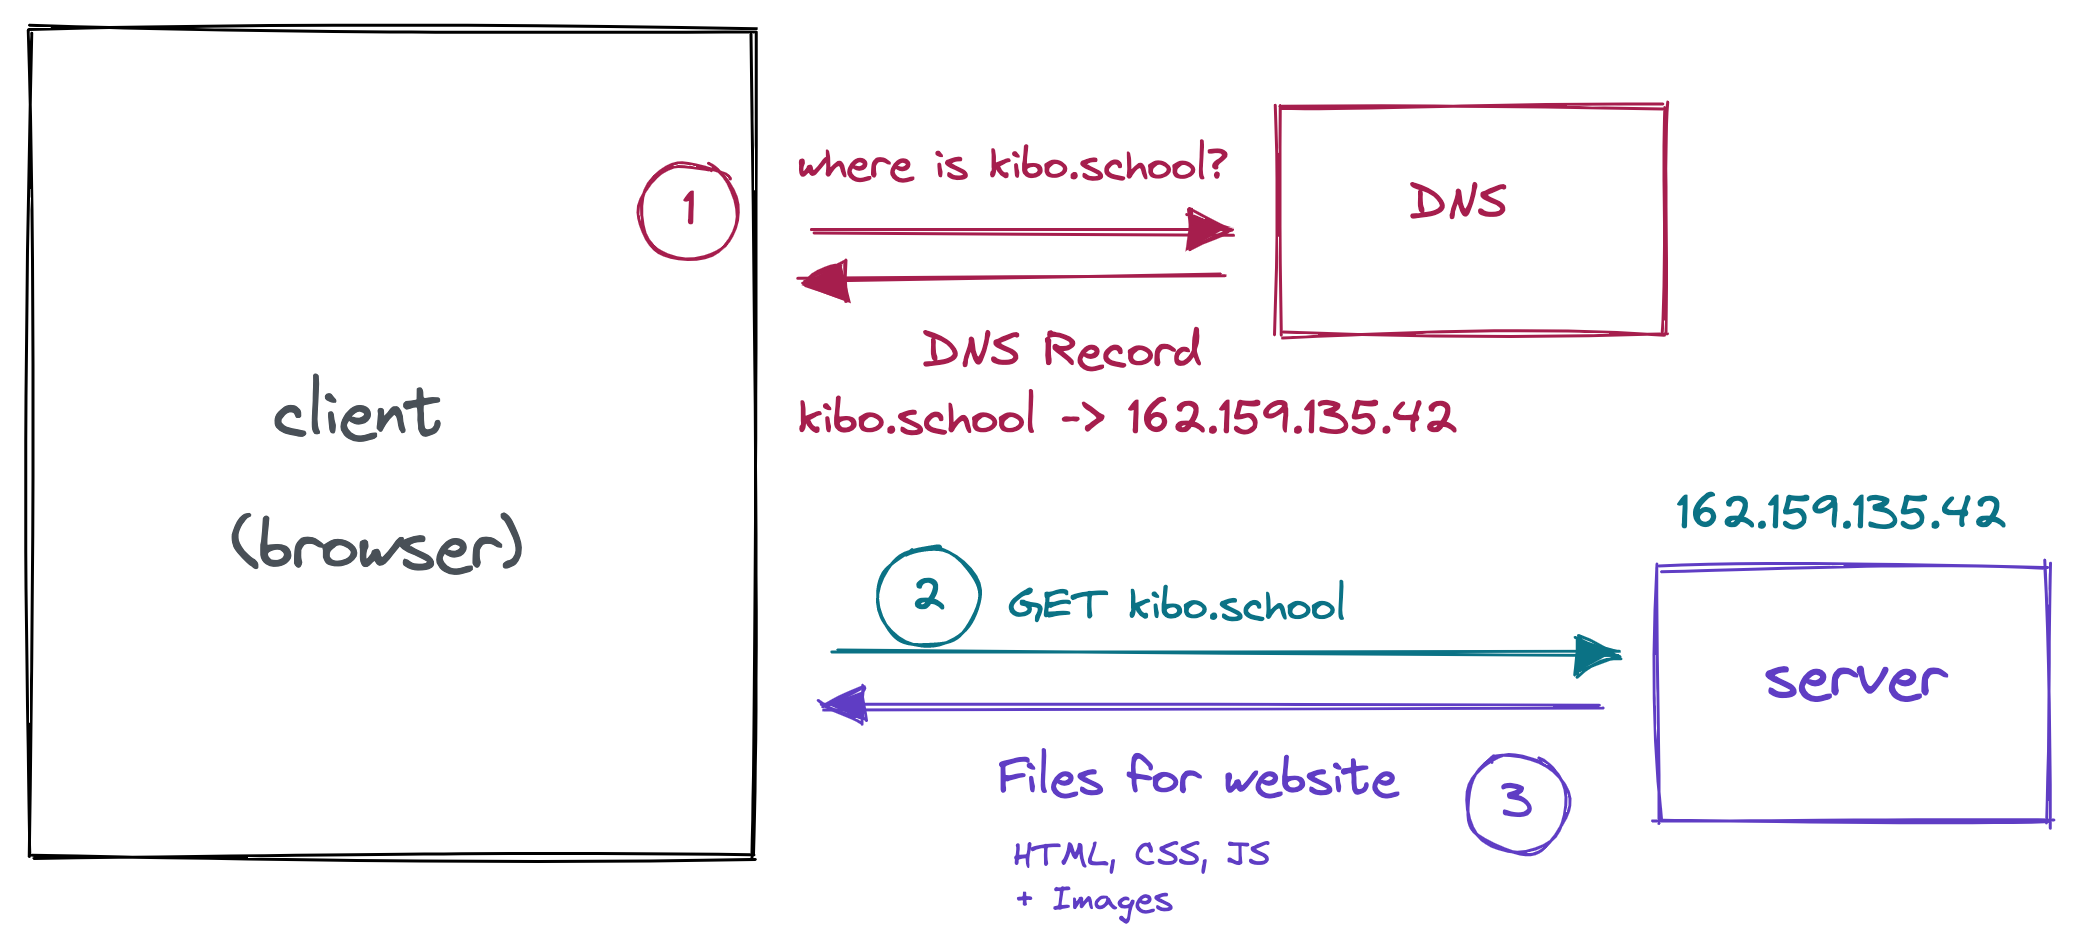 client
(browser)
1
where is kibo.school?
DNS
DNS Record
kibo.school -> 162.159.135.42
162.159.135.42
2
GET kibo.school
server
Files for website
3
HTML, CSS, JS
+ Images